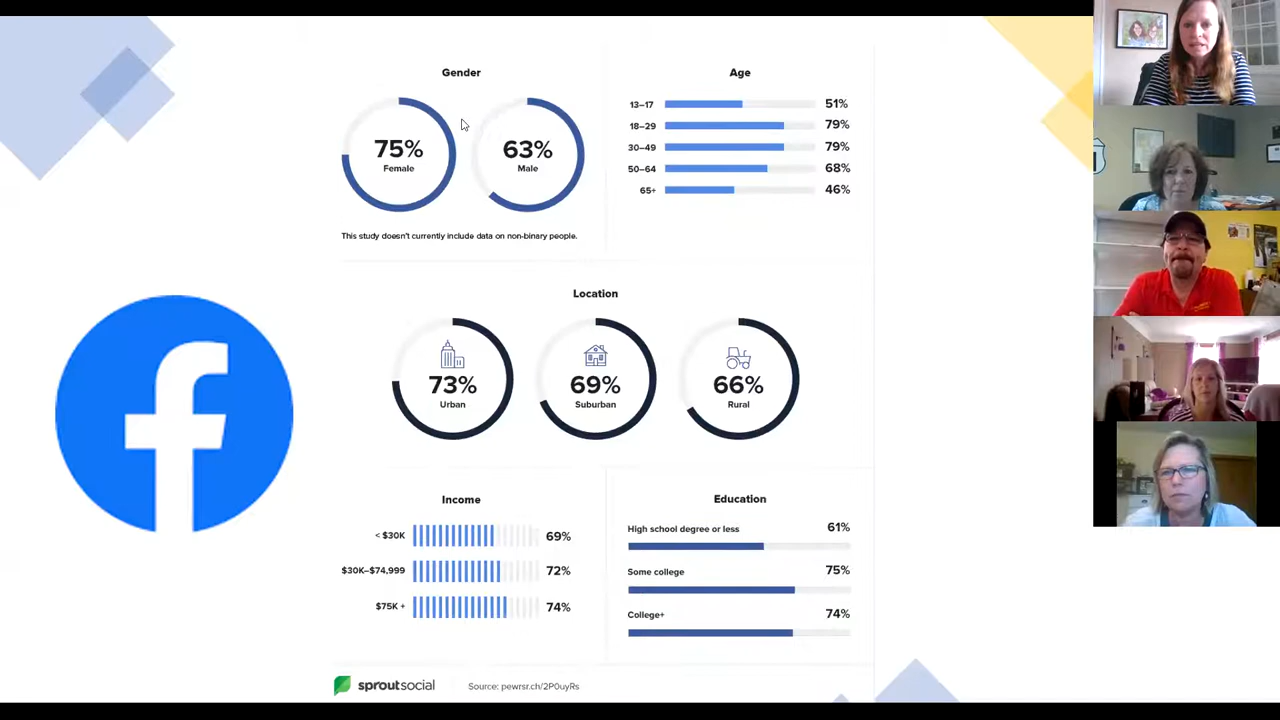 Gender
75%
Female
63%
Male
This study doesn't currently include data on non-binary people.
Age
13–17 51%
18–29 79%
30–49 79%
50–64 68%
65+ 46%
Location
73%
Urban
69%
Suburban
66%
Rural
Income
< $30K 69%
$30K–$74,999 72%
$75K + 74%
Education
High school degree or less 61%
Some college 75%
College+ 74%
sproutsocial
Source: pewrsr.ch/2P0uyRs